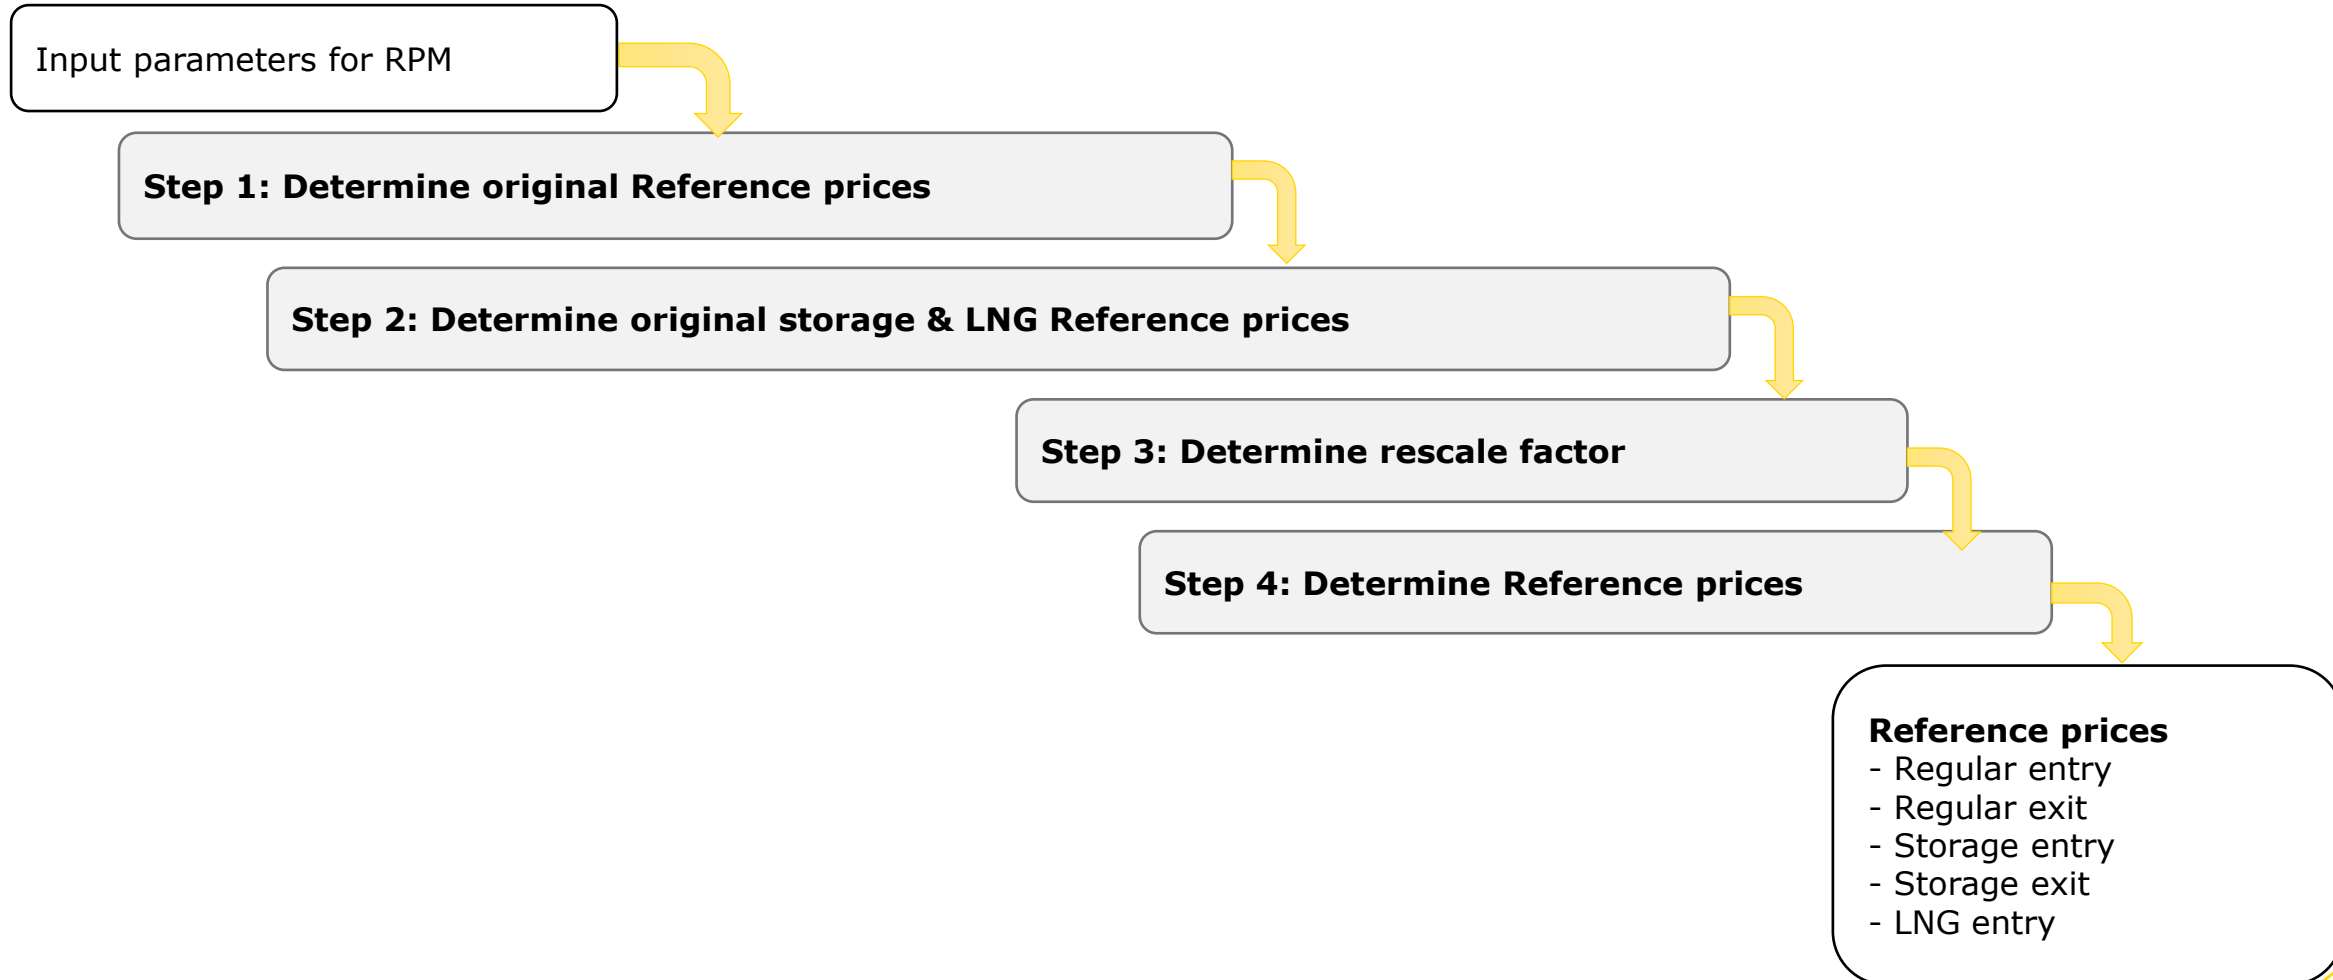 Input parameters for RPM
Step 1: Determine original Reference prices
Step 2: Determine original storage & LNG Reference prices
Step 3: Determine rescale factor
Step 4: Determine Reference prices
Reference prices
- Regular entry
- Regular exit
- Storage entry
- Storage exit
- LNG entry